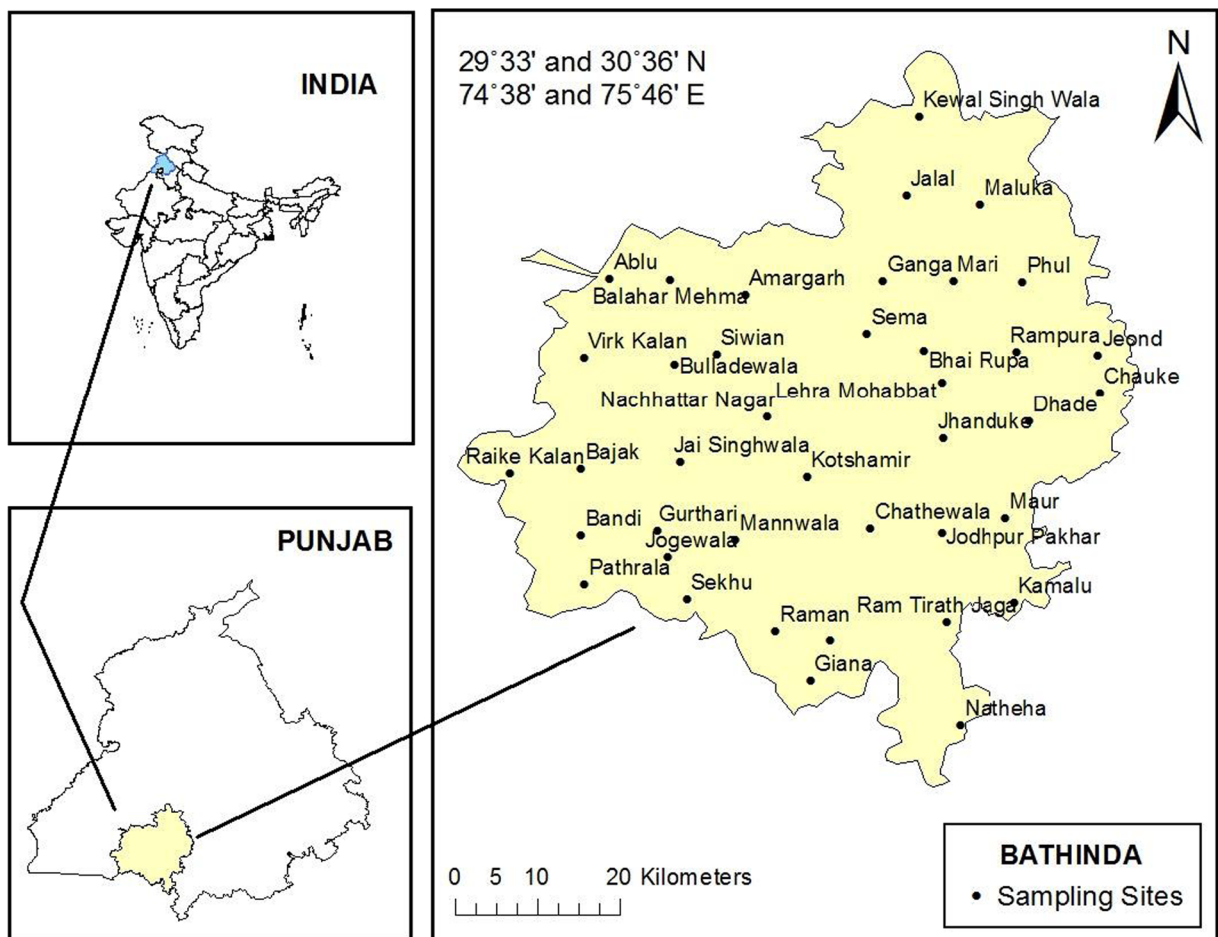 INDIA
PUNJAB
29°33' and 30°36' N
74°38' and 75°46' E
N
Kewal Singh Wala
Jalal
Maluka
Ablu
Balahar Mehma
Amargarh
Ganga
Mari
Phul
Sema
Virk Kalan
Siwian
Bulladewala
Bhai Rupa
Rampura
Jeond
Chauke
Nachhattar Nagar
Lehra Mohabbat
Dhade
Jhanduke
Raike Kalan
Bajak
Jai Singhwala
Kotshamir
Bandi
Gurthari
Jogewala
Mannwala
Chathewala
Maur
Jodhpur Pakhar
Pathrala
Sekhu
Kamalu
Raman
Ram Tirath Jaga
Giana
Natheha
0 5 10 20 Kilometers
BATHINDA
Sampling Sites